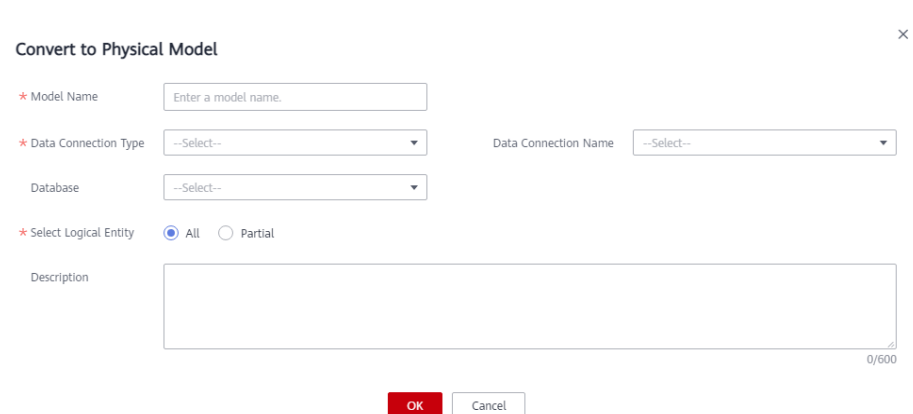 Convert to Physical Model
* Model Name Enter a model name.
* Data Connection Type --Select-- Data Connection Name --Select--
Database --Select--
* Select Logical Entity All Partial
Description
0/600
OK Cancel